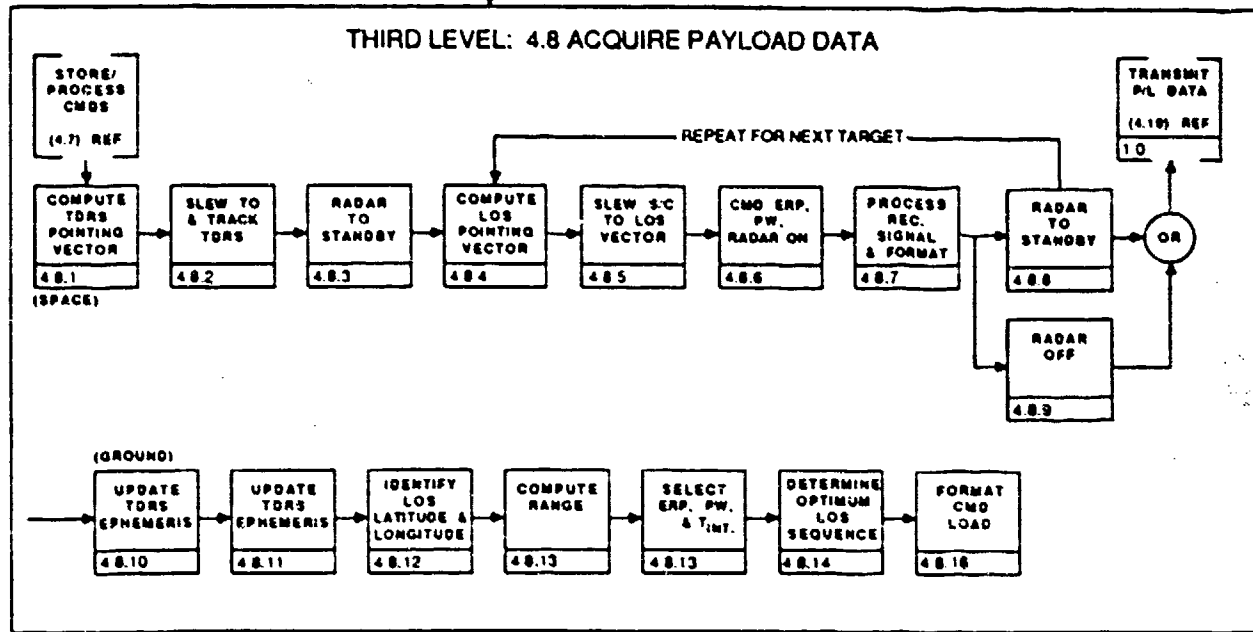 THIRD LEVEL: 4.8 ACQUIRE PAYLOAD DATA
STORE/
PROCESS
CMDS
(4.7) REF
TRANSMIT
P/L DATA
(4.10) REF
1.0
REPEAT FOR NEXT TARGET
COMPUTE
TDRS
POINTING
VECTOR
4.8.1
(SPACE)
SLEW TO
& TRACK
TDRS
4.8.2
RADAR
TO
STANDBY
4.8.3
COMPUTE
LOS
POINTING
VECTOR
4.8.4
SLEW S/C
TO LOS
VECTOR
4.8.5
CMD ERP,
PW,
RADAR ON
4.8.6
PROCESS
REC.
SIGNAL
& FORMAT
4.8.7
RADAR
TO
STANDBY
4.8.8
OR
RADAR
OFF
4.8.9
(GROUND)
UPDATE
TDRS
EPHEMERIS
4.8.10
UPDATE
TDRS
EPHEMERIS
4.8.11
IDENTIFY
LOS
LATITUDE &
LONGITUDE
4.8.12
COMPUTE
RANGE
4.8.13
SELECT
ERP, PW,
& TINT.
4.8.13
DETERMINE
OPTIMUM
LOS
SEQUENCE
4.8.14
FORMAT
CMD
LOAD
4.8.16